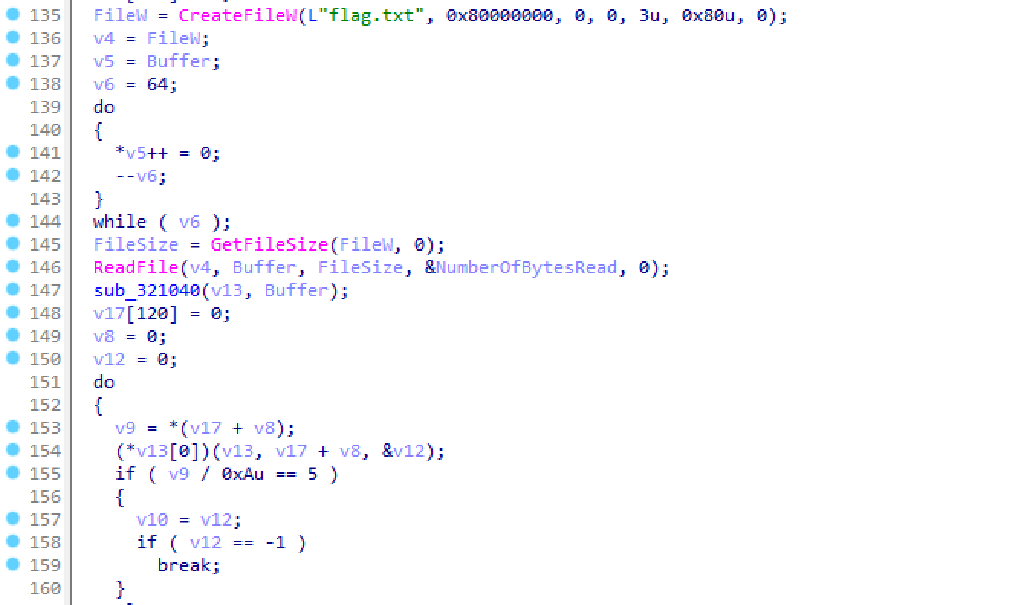 135 FileW = CreateFileW(L"flag.txt", 0x80000000, 0, 0, 3u, 0x80u, 0);
136 v4 = FileW;
137 v5 = Buffer;
138 v6 = 64;
139 do
140 {
141 *v5++ = 0;
142 --v6;
143 }
144 while ( v6 );
145 FileSize = GetFileSize(FileW, 0);
146 ReadFile(v4, Buffer, FileSize, &NumberOfBytesRead, 0);
147 sub_321040(v13, Buffer);
148 v17[120] = 0;
149 v8 = 0;
150 v12 = 0;
151 do
152 {
153 v9 = *(v17 + v8);
154 (*v13[0])(v13, v17 + v8, &v12);
155 if ( v9 / 0xAu == 5 )
156 {
157 v10 = v12;
158 if ( v12 == -1 )
159 break;
160 }